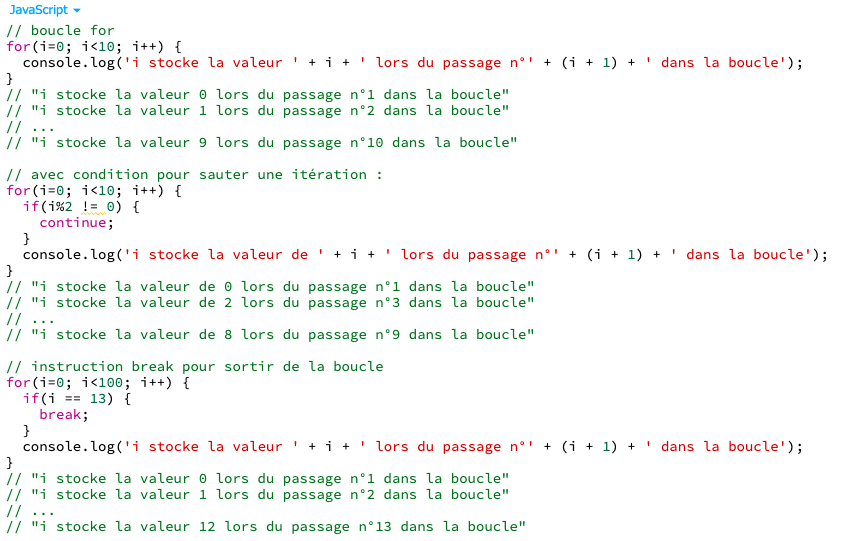 JavaScript
// boucle for
for(i=0; i<10; i++) {
  console.log('i stocke la valeur ' + i + ' lors du passage n°' + (i + 1) + ' dans la boucle');
}
// "i stocke la valeur 0 lors du passage n°1 dans la boucle"
// "i stocke la valeur 1 lors du passage n°2 dans la boucle"
// ...
// "i stocke la valeur 9 lors du passage n°10 dans la boucle"

// avec condition pour sauter une itération :
for(i=0; i<10; i++) {
  if(i%2 != 0) {
    continue;
  }
  console.log('i stocke la valeur de ' + i + ' lors du passage n°' + (i + 1) + ' dans la boucle');
}
// "i stocke la valeur de 0 lors du passage n°1 dans la boucle"
// "i stocke la valeur de 2 lors du passage n°3 dans la boucle"
// ...
// "i stocke la valeur de 8 lors du passage n°9 dans la boucle"

// instruction break pour sortir de la boucle
for(i=0; i<100; i++) {
  if(i == 13) {
    break;
  }
  console.log('i stocke la valeur ' + i + ' lors du passage n°' + (i + 1) + ' dans la boucle');
}
// "i stocke la valeur 0 lors du passage n°1 dans la boucle"
// "i stocke la valeur 1 lors du passage n°2 dans la boucle"
// ...
// "i stocke la valeur 12 lors du passage n°13 dans la boucle"